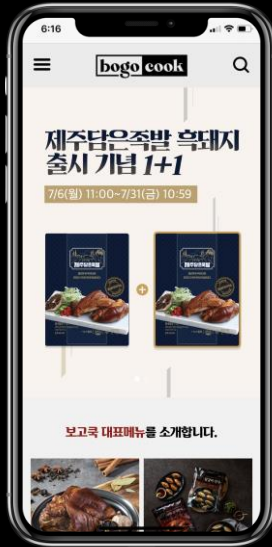 6:16
bogo cook
제주담은족발 흑돼지
출시 기념 1+1
7/6(월) 11:00~7/31(금) 10:59
제주담은족발
+
제주담은족발
보고쿡 대표메뉴를 소개합니다.